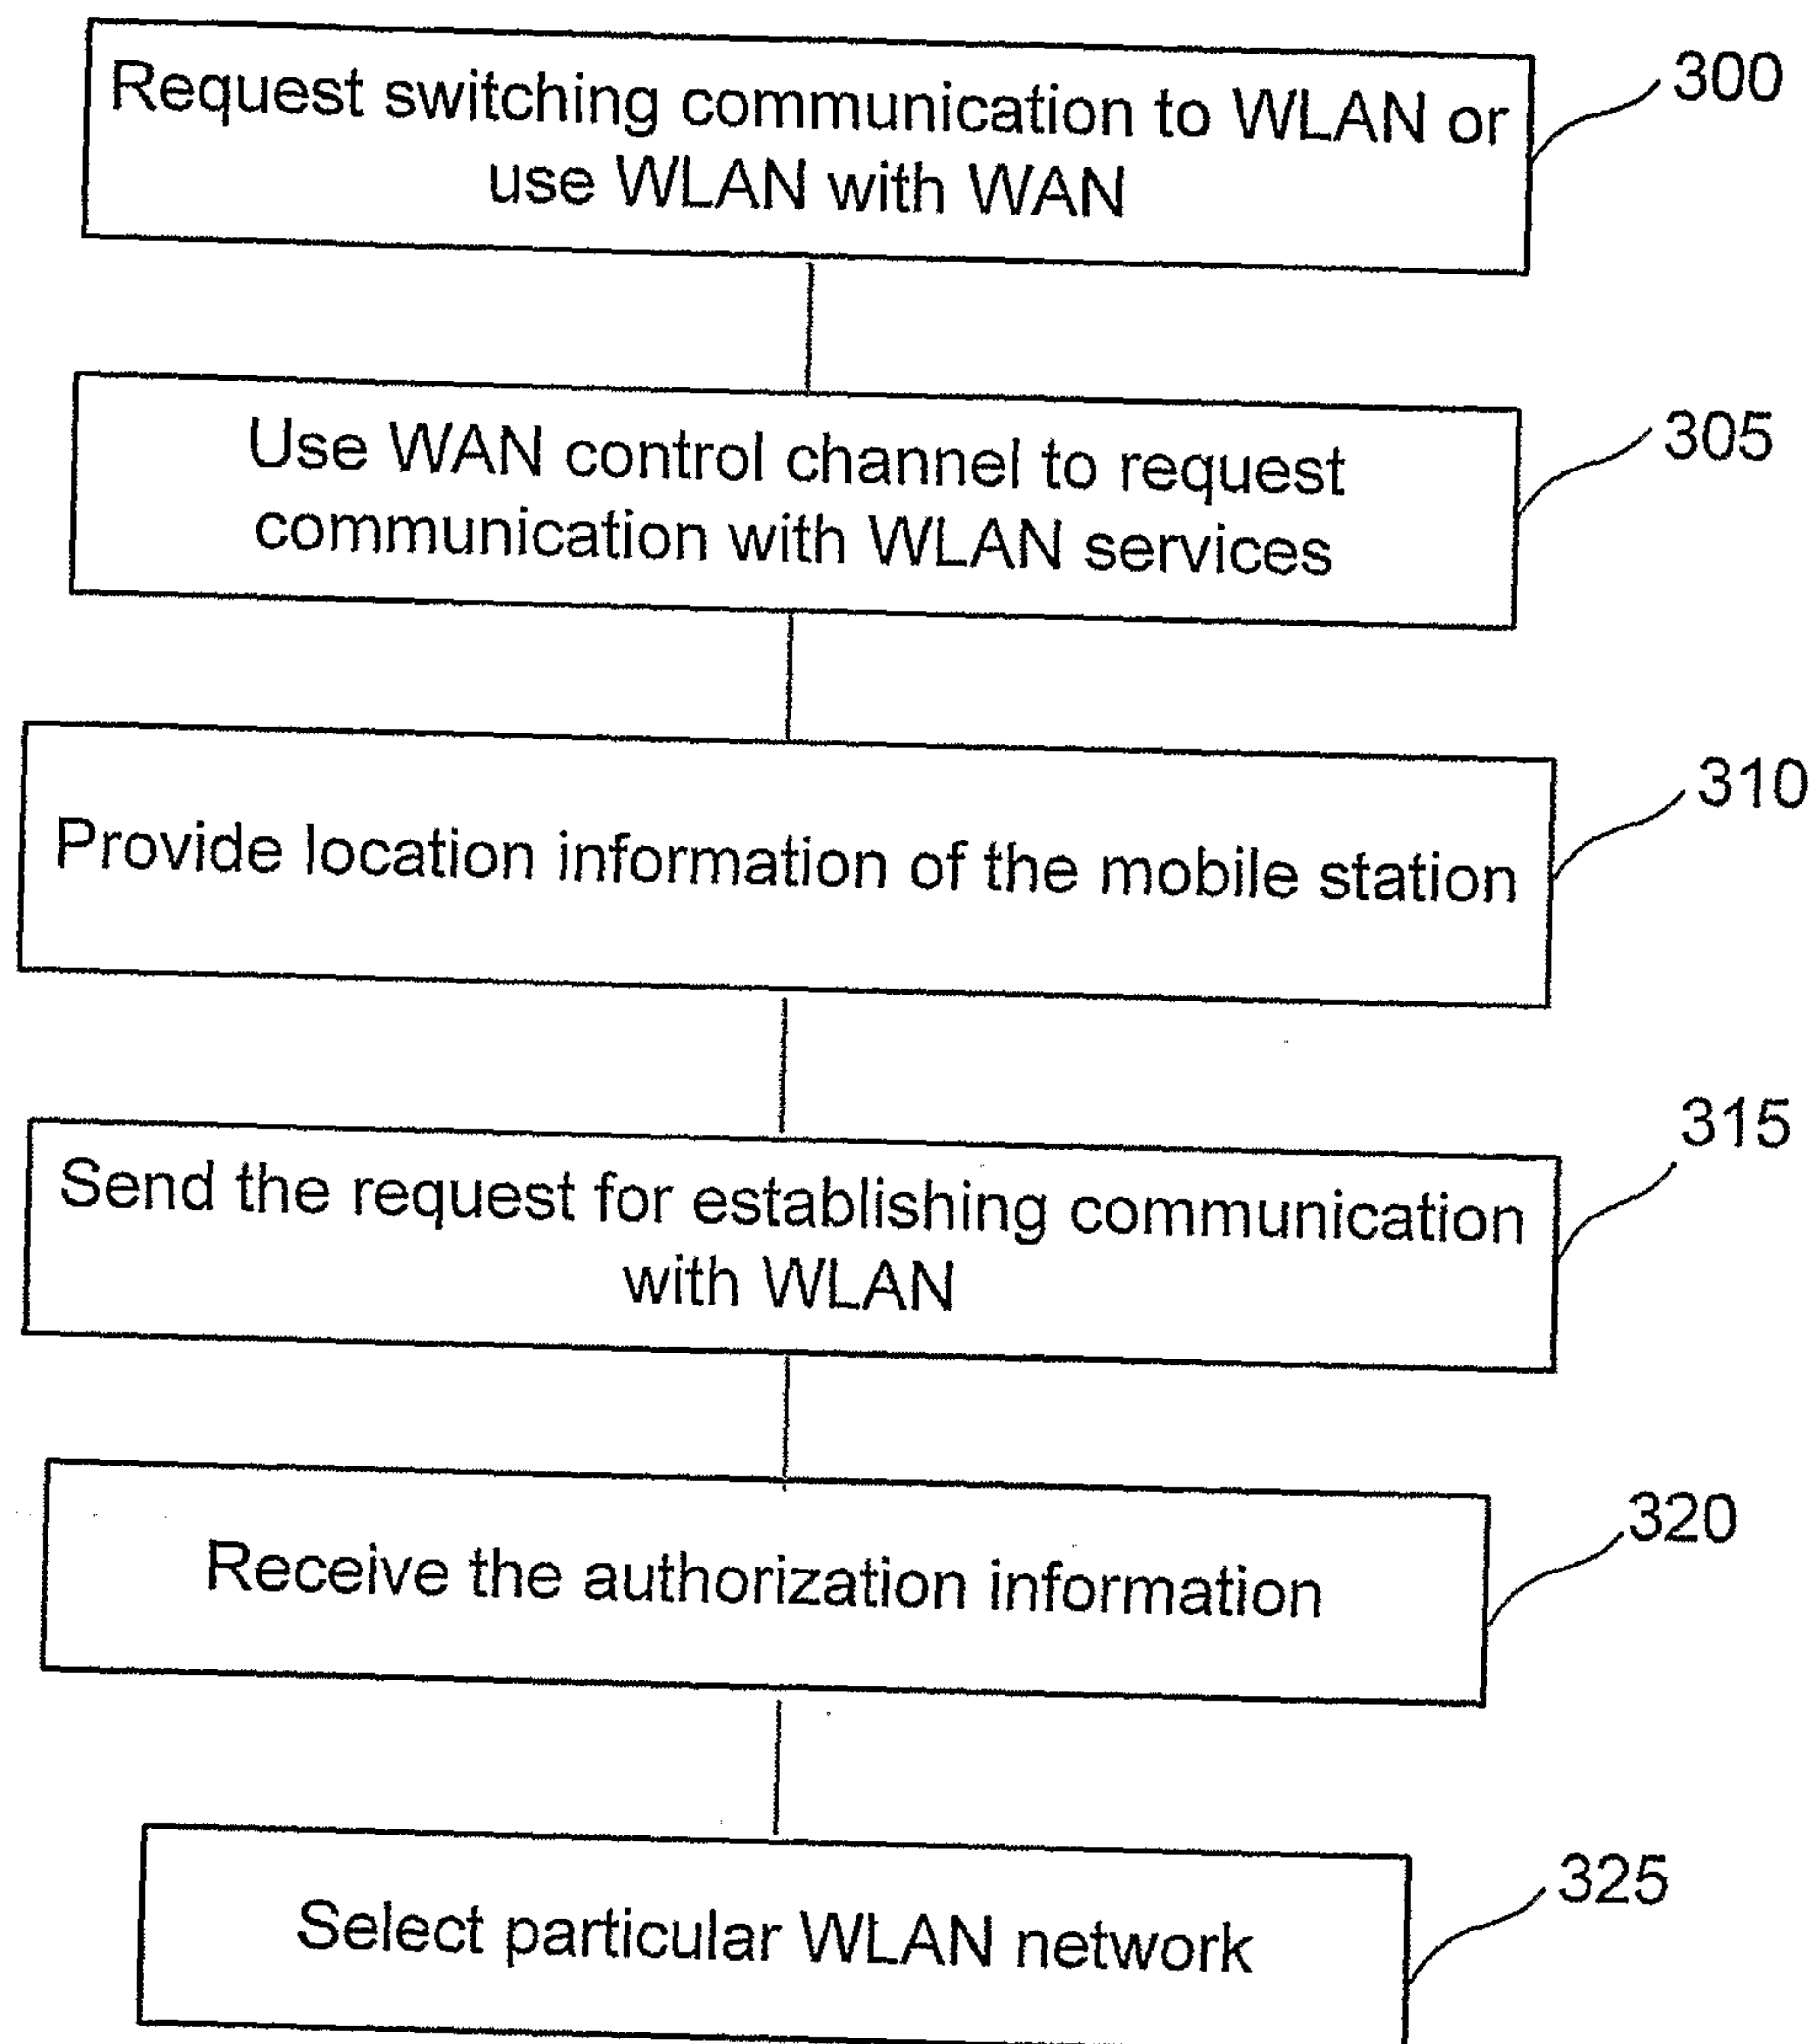 Request switching communication to WLAN or
use WLAN with WAN
300
Use WAN control channel to request
communication with WLAN services
305
Provide location information of the mobile station
310
Send the request for establishing communication
with WLAN
315
Receive the authorization information
320
Select particular WLAN network
325